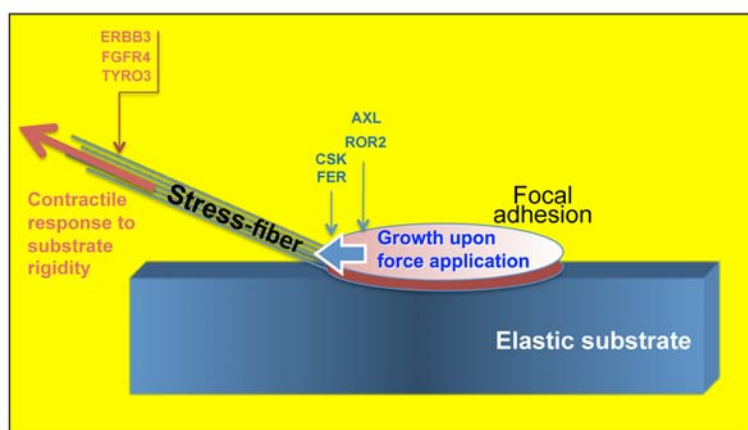 ERBB3
FGFR4
TYRO3
AXL
ROR2
CSK
FER
Focal
adhesion
Stress-fiber
Contractile
response to
substrate
rigidity
Growth upon
force application
Elastic substrate